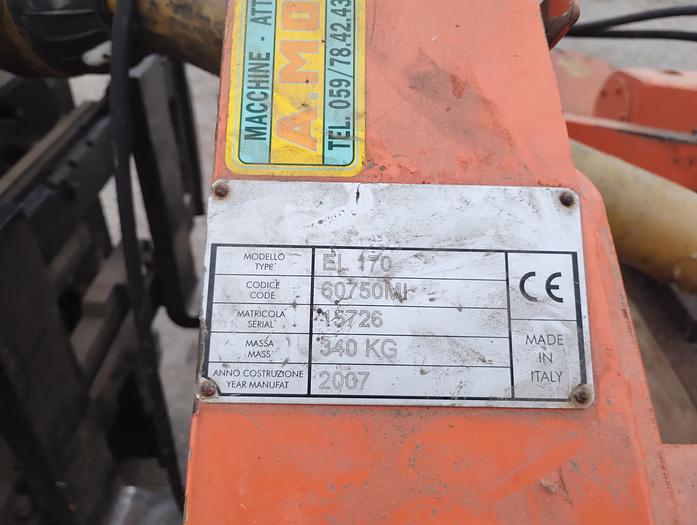 MACCHINE - ATT
TEL. 059/78.42.43
MODELLO
TYPE
EL 170
CODICE
CODE
60750MI
MATRICOLA
SERIAL
15726
MASSA
MASS
340 KG
ANNO COSTRUZIONE
YEAR MANUFAT
2007
CE
MADE
IN
ITALY